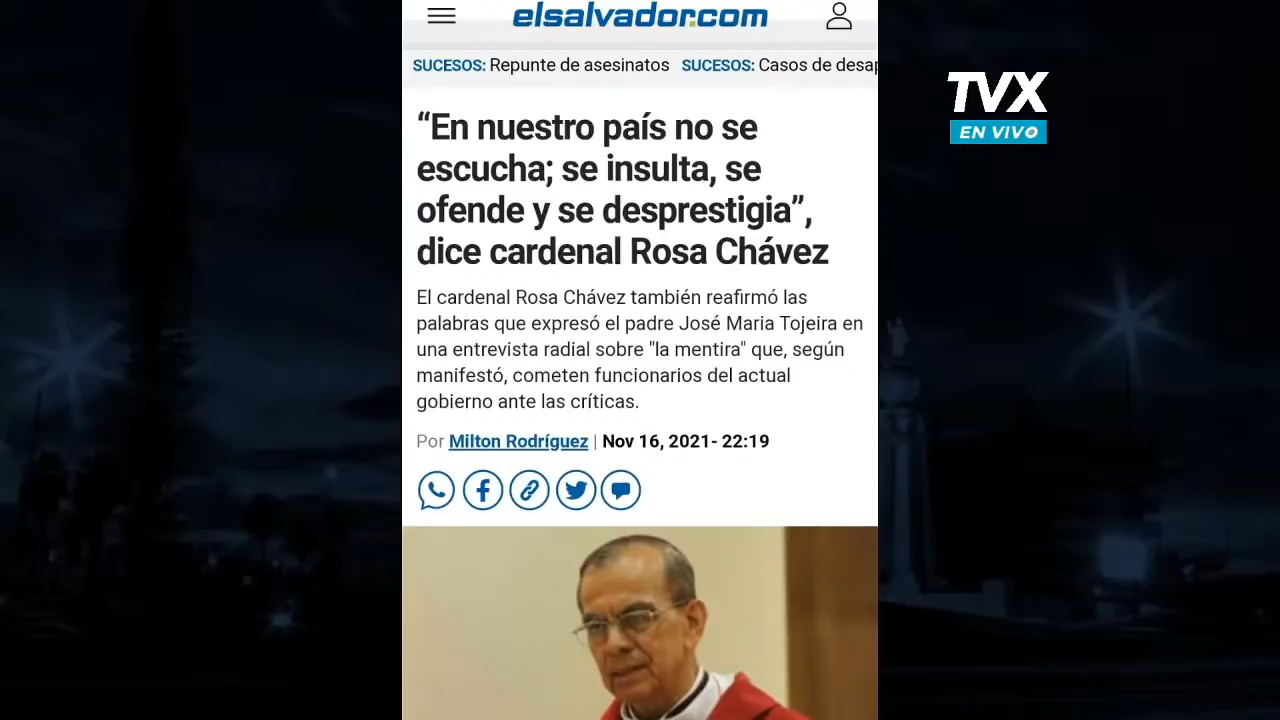 elsalvador.com
SUCESOS: Repunte de asesinatos SUCESOS: Casos de desap
TVX
EN VIVO
“En nuestro país no se
escucha; se insulta, se
ofende y se desprestigia”,
dice cardenal Rosa Chávez
El cardenal Rosa Chávez también reafirmó las
palabras que expresó el padre José Maria Tojeira en
una entrevista radial sobre "la mentira" que, según
manifestó, cometen funcionarios del actual
gobierno ante las críticas.
Por Milton Rodríguez | Nov 16, 2021- 22:19